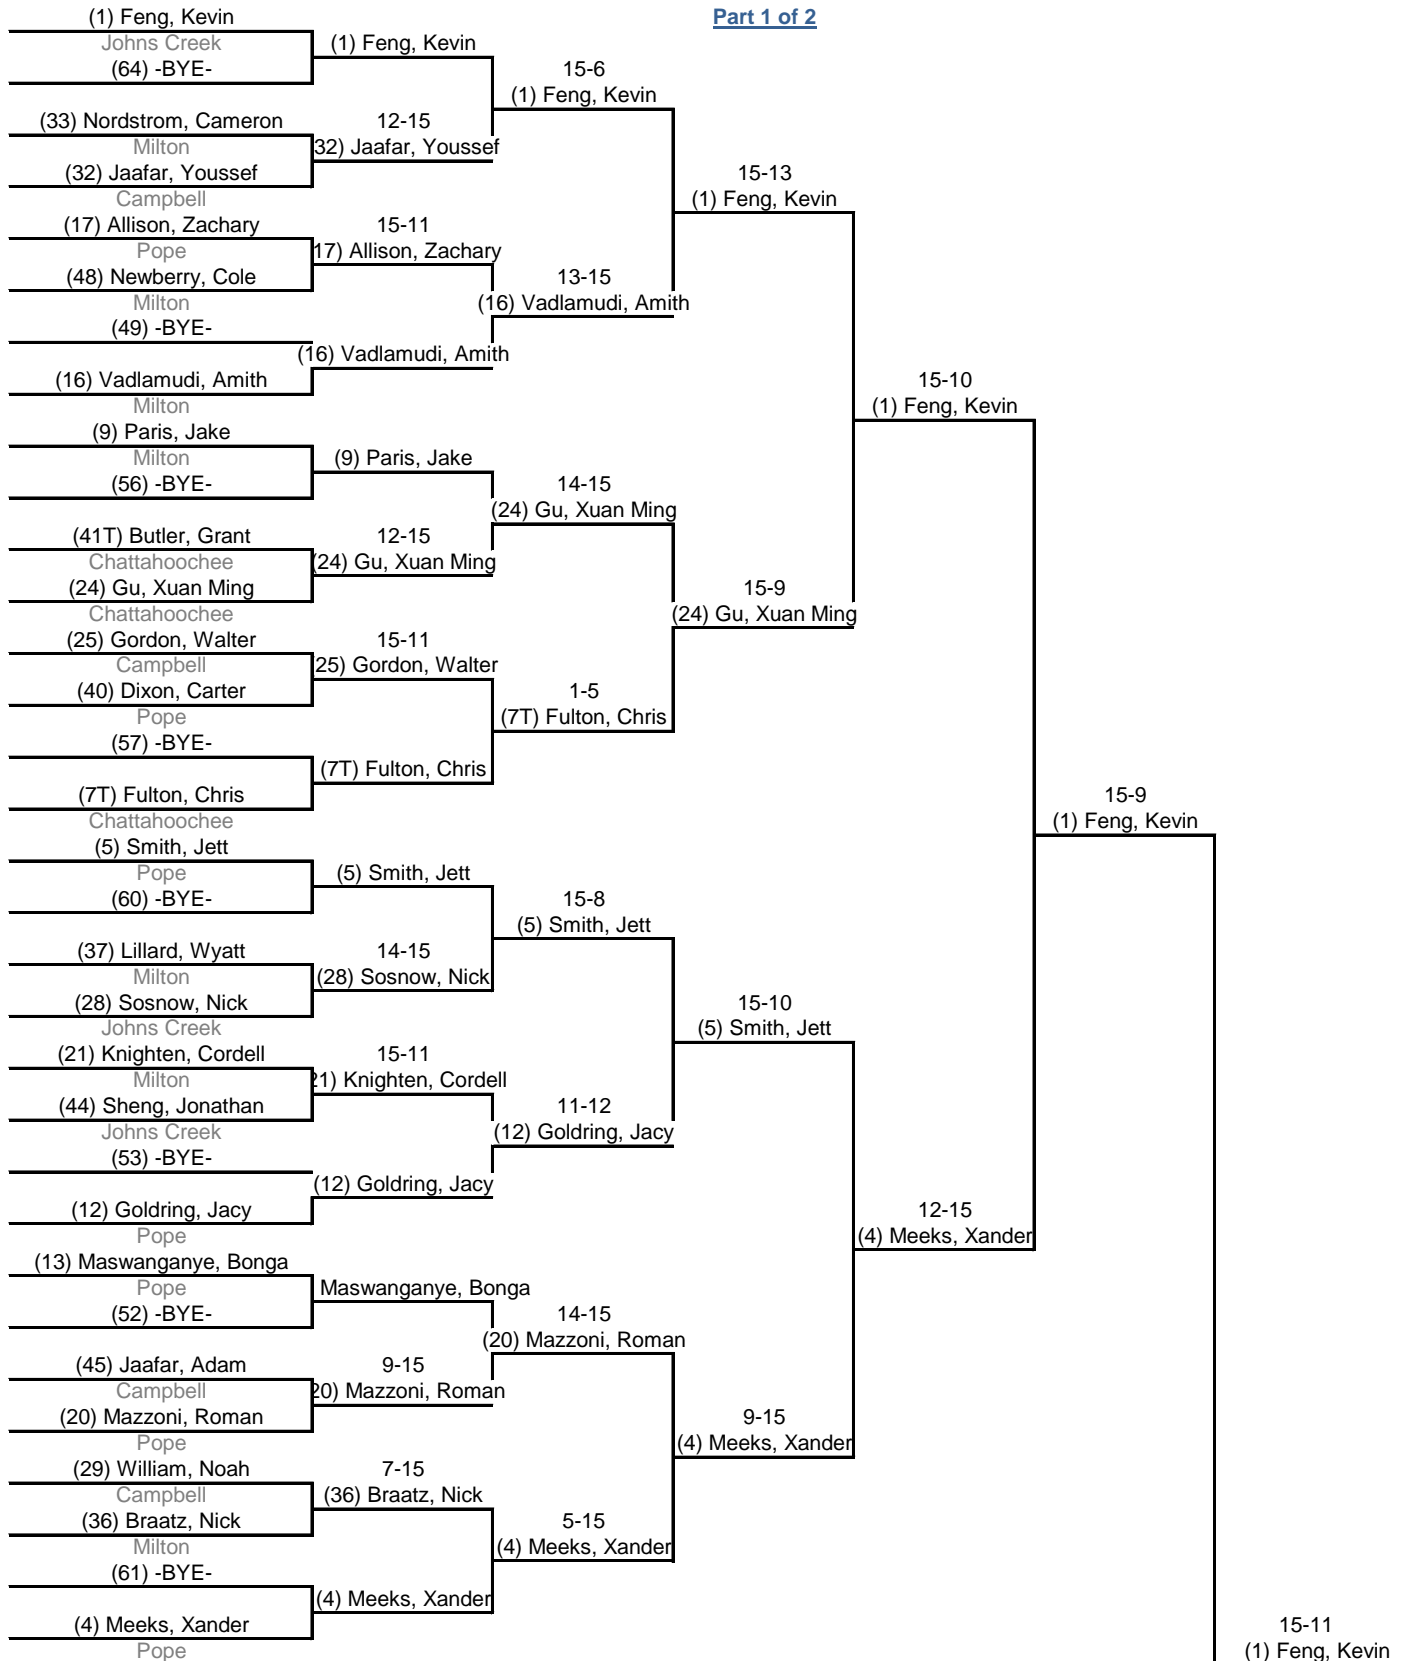 Part 1 of 2
(1) Feng, Kevin
Johns Creek
(64) -BYE-
(33) Nordstrom, Cameron
Milton
(32) Jaafar, Youssef
Campbell
(17) Allison, Zachary
Pope
(48) Newberry, Cole
Milton
(49) -BYE-
(16) Vadlamudi, Amith
Milton
(9) Paris, Jake
Milton
(56) -BYE-
(41T) Butler, Grant
Chattahoochee
(24) Gu, Xuan Ming
Chattahoochee
(25) Gordon, Walter
Campbell
(40) Dixon, Carter
Pope
(57) -BYE-
(7T) Fulton, Chris
Chattahoochee
(5) Smith, Jett
Pope
(60) -BYE-
(37) Lillard, Wyatt
Milton
(28) Sosnow, Nick
Johns Creek
(21) Knighten, Cordell
Milton
(44) Sheng, Jonathan
Johns Creek
(53) -BYE-
(12) Goldring, Jacy
Pope
(13) Maswanganye, Bonga
Pope
(52) -BYE-
(45) Jaafar, Adam
Campbell
(20) Mazzoni, Roman
Pope
(29) William, Noah
Campbell
(36) Braatz, Nick
Milton
(61) -BYE-
(4) Meeks, Xander
Pope
(1) Feng, Kevin
12-15
32) Jaafar, Youssef
15-11
17) Allison, Zachary
(16) Vadlamudi, Amith
(9) Paris, Jake
12-15
(24) Gu, Xuan Ming
15-11
25) Gordon, Walter
(7T) Fulton, Chris
(5) Smith, Jett
14-15
(28) Sosnow, Nick
15-11
21) Knighten, Cordell
(12) Goldring, Jacy
Maswanganye, Bonga
9-15
20) Mazzoni, Roman
7-15
(36) Braatz, Nick
(4) Meeks, Xander
15-6
(1) Feng, Kevin
13-15
(16) Vadlamudi, Amith
14-15
(24) Gu, Xuan Ming
1-5
(7T) Fulton, Chris
15-8
(5) Smith, Jett
11-12
(12) Goldring, Jacy
14-15
(20) Mazzoni, Roman
5-15
(4) Meeks, Xander
15-13
(1) Feng, Kevin
15-9
(24) Gu, Xuan Ming
15-10
(5) Smith, Jett
9-15
(4) Meeks, Xander
15-10
(1) Feng, Kevin
12-15
(4) Meeks, Xander
15-9
(1) Feng, Kevin
15-11
(1) Feng, Kevin